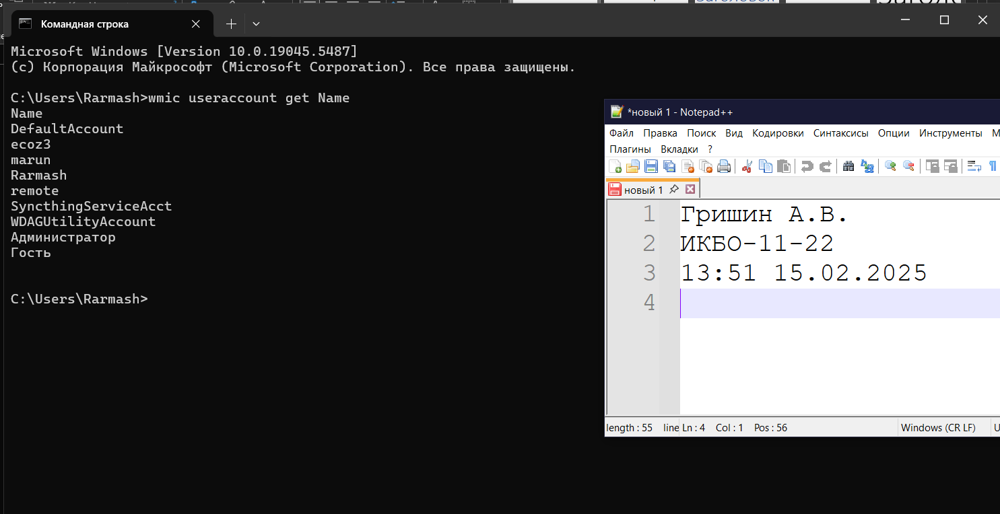 Командная строка
Microsoft Windows [Version 10.0.19045.5487]
(c) Корпорация Майкрософт (Microsoft Corporation). Все права защищены.
C:\Users\Rarmash>wmic useraccount get Name
Name
DefaultAccount
ecoz3
marun
Rarmash
remote
SyncthingServiceAcct
WDAGUtilityAccount
Администратор
Гость
C:\Users\Rarmash>
*новый 1 - Notepad++
Файл Правка Поиск Вид Кодировки Синтаксисы Опции Инструменты
Плагины Вкладки ?
новый 1
1 Гришин А.В.
2 ИКБО-11-22
3 13:51 15.02.2025
4
length : 55 line Ln : 4 Col : 1 Pos : 56 Windows (CR LF)